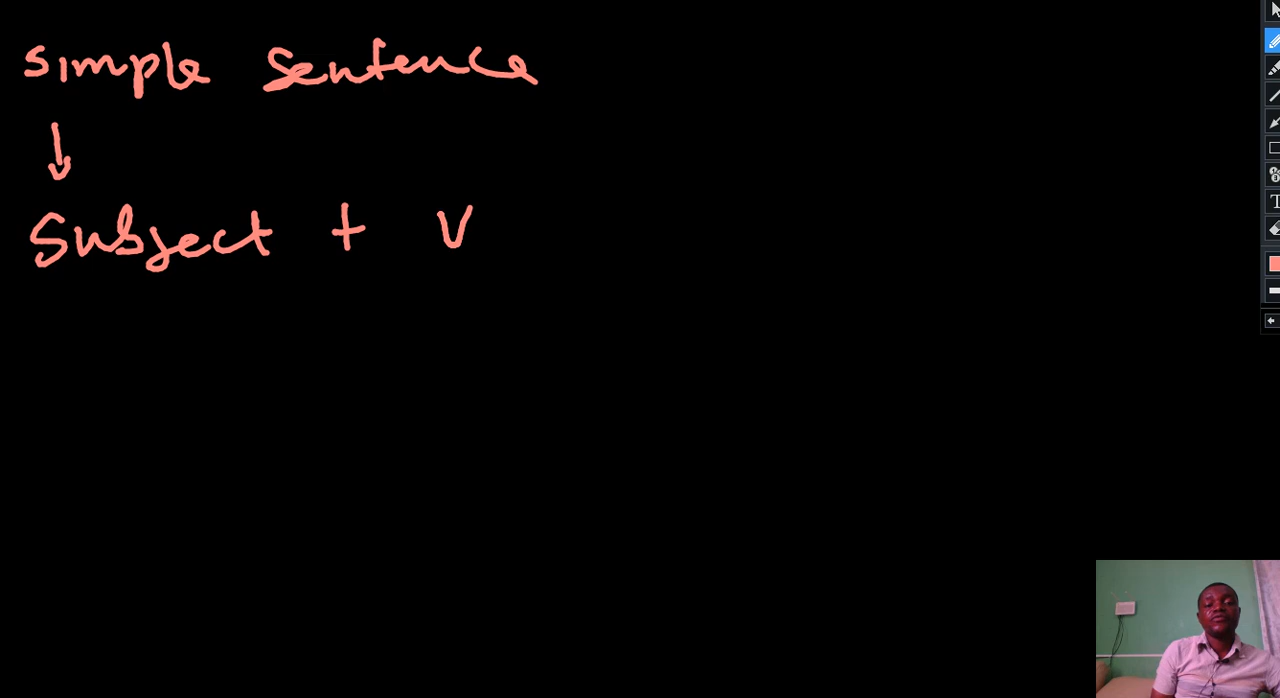 Simple Sentence
↓
Subject + V